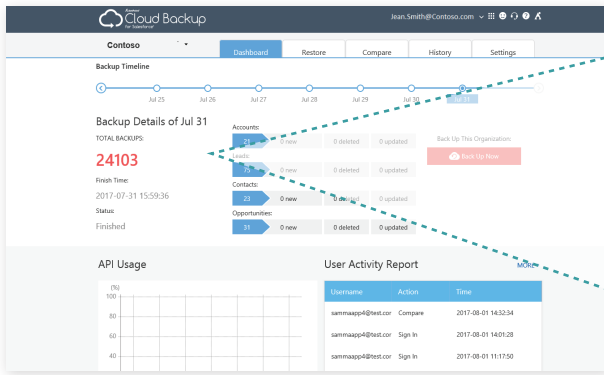 Cloud Backup
for Salesforce
Jean.Smith@Contoso.com
Contoso
Dashboard Restore Compare History Settings
Backup Timeline
Jul 25 Jul 26 Jul 27 Jul 28 Jul 29 Jul 30 Jul 31
Backup Details of Jul 31
TOTAL BACKUPS:
24103
Finish Time:
2017-07-31 15:59:36
Status:
Finished
Accounts:
21 0 new 0 deleted 0 updated
Leads:
75 0 new 0 deleted 0 updated
Contacts:
23 0 new 0 deleted 0 updated
Opportunities:
31 0 new 0 deleted 0 updated
Back Up This Organization:
Back Up Now
API Usage
(%)
100
80
60
40
User Activity Report MORE
Username Action Time
sammaapp4@test.cor Compare 2017-08-01 14:32:34
sammaapp4@test.cor Sign In 2017-08-01 14:01:28
sammaapp4@test.cor Sign In 2017-08-01 11:17:50